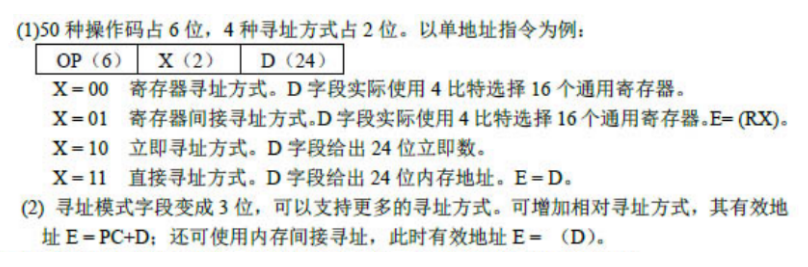 (1)50 种操作码占 6 位，4 种寻址方式占 2 位。以单地址指令为例：
OP（6） X（2） D（24）
X = 00 寄存器寻址方式。D 字段实际使用 4 比特选择 16 个通用寄存器。
X = 01 寄存器间接寻址方式。D 字段实际使用 4 比特选择 16 个通用寄存器。E= (RX)。
X = 10 立即寻址方式。D 字段给出 24 位立即数。
X = 11 直接寻址方式。D 字段给出 24 位内存地址。E = D。
(2) 寻址模式字段变成 3 位，可以支持更多的寻址方式。可增加相对寻址方式，其有效地
址 E = PC+D；还可使用内存间接寻址，此时有效地址 E = （D）。